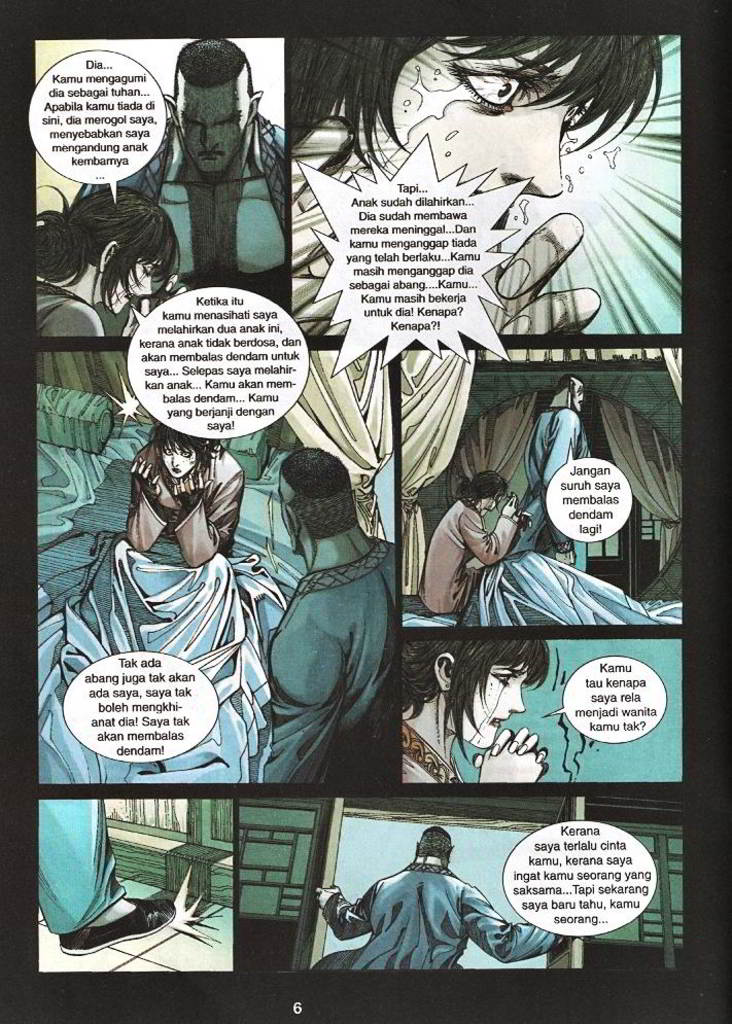 Dia...
Kamu mengagumi
dia sebagai tuhan...
Apabila kamu tiada di
sini, dia merogol saya,
menyebabkan saya
mengandung anak
kembarnya
...
Tapi...
Anak sudah dilahirkan...
Dia sudah membawa
mereka meninggal...Dan
kamu menganggap tiada
yang telah berlaku...Kamu
masih menganggap dia
sebagai abang....Kamu...
Kamu masih bekerja
untuk dia! Kenapa?
Kenapa?!
Ketika itu
kamu menasihati saya
melahirkan dua anak ini,
kerana anak tidak berdosa, dan
akan membalas dendam untuk
saya... Selepas saya melahir-
kan anak... Kamu akan mem-
balas dendam... Kamu
yang berjanji dengan
saya!
Jangan
suruh saya
membalas
dendam
lagi!
Tak ada
abang juga tak akan
ada saya, saya tak
boleh mengkhi-
anat dia! Saya tak
akan membalas
dendam!
Kamu
tau kenapa
saya rela
menjadi wanita
kamu tak?
Kerana
saya terlalu cinta
kamu, kerana saya
ingat kamu seorang yang
saksama...Tapi sekarang
saya baru tahu, kamu
seorang...
6